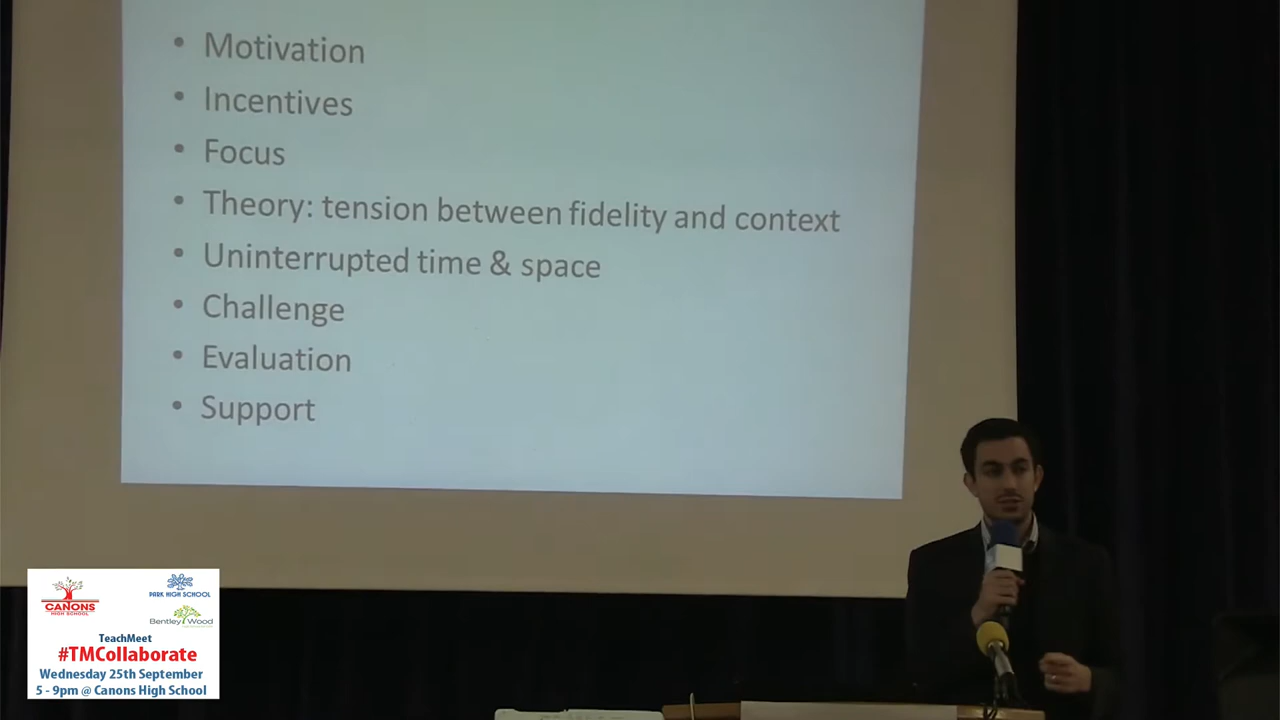 • Motivation
• Incentives
• Focus
• Theory: tension between fidelity and context
• Uninterrupted time & space
• Challenge
• Evaluation
• Support
CANONS
HIGH SCHOOL
PARK HIGH SCHOOL
Bentley Wood
TeachMeet
#TMCollaborate
Wednesday 25th September
5 - 9pm @ Canons High School